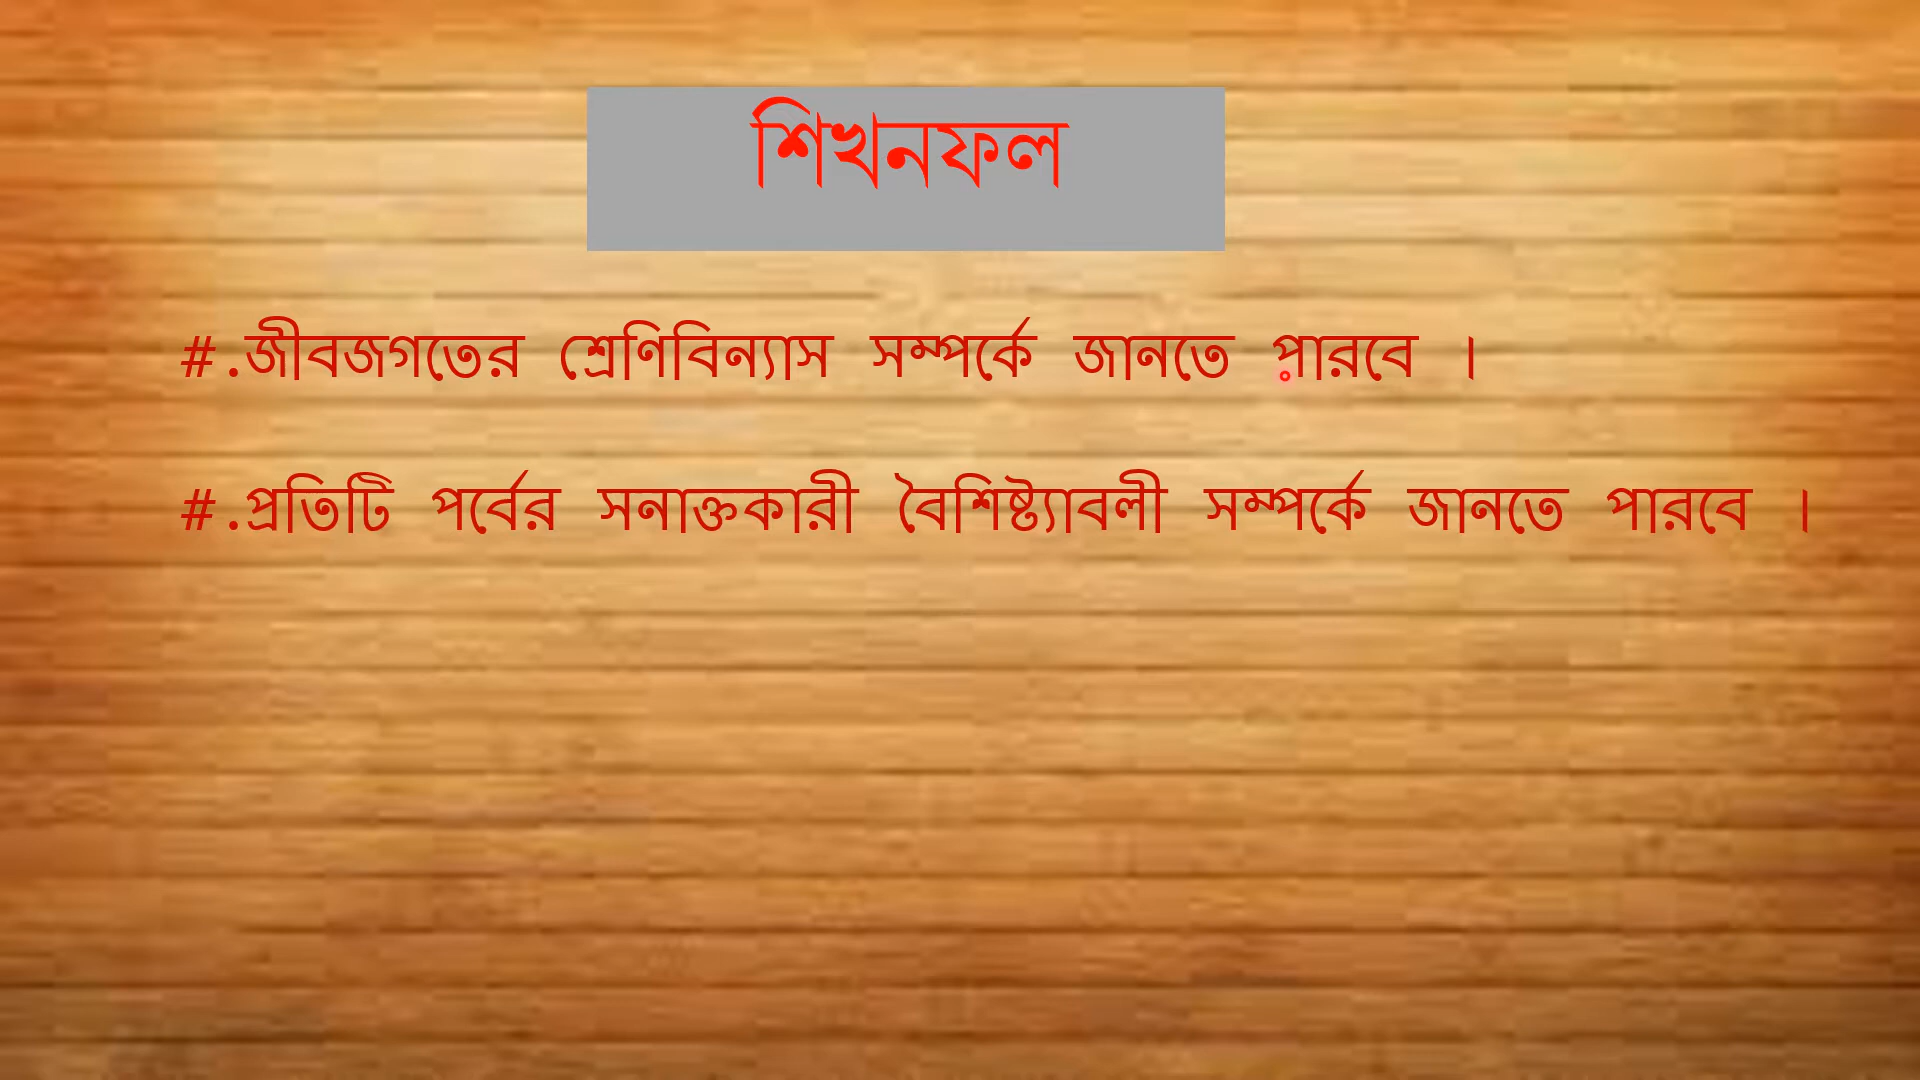 শিখনফল
#.জীবজগতের শ্রেণিবিন্যাস সম্পর্কে জানতে পারবে ।
#.প্রতিটি পর্বের সনাক্তকারী বৈশিষ্ট্যাবলী সম্পর্কে জানতে পারবে ।